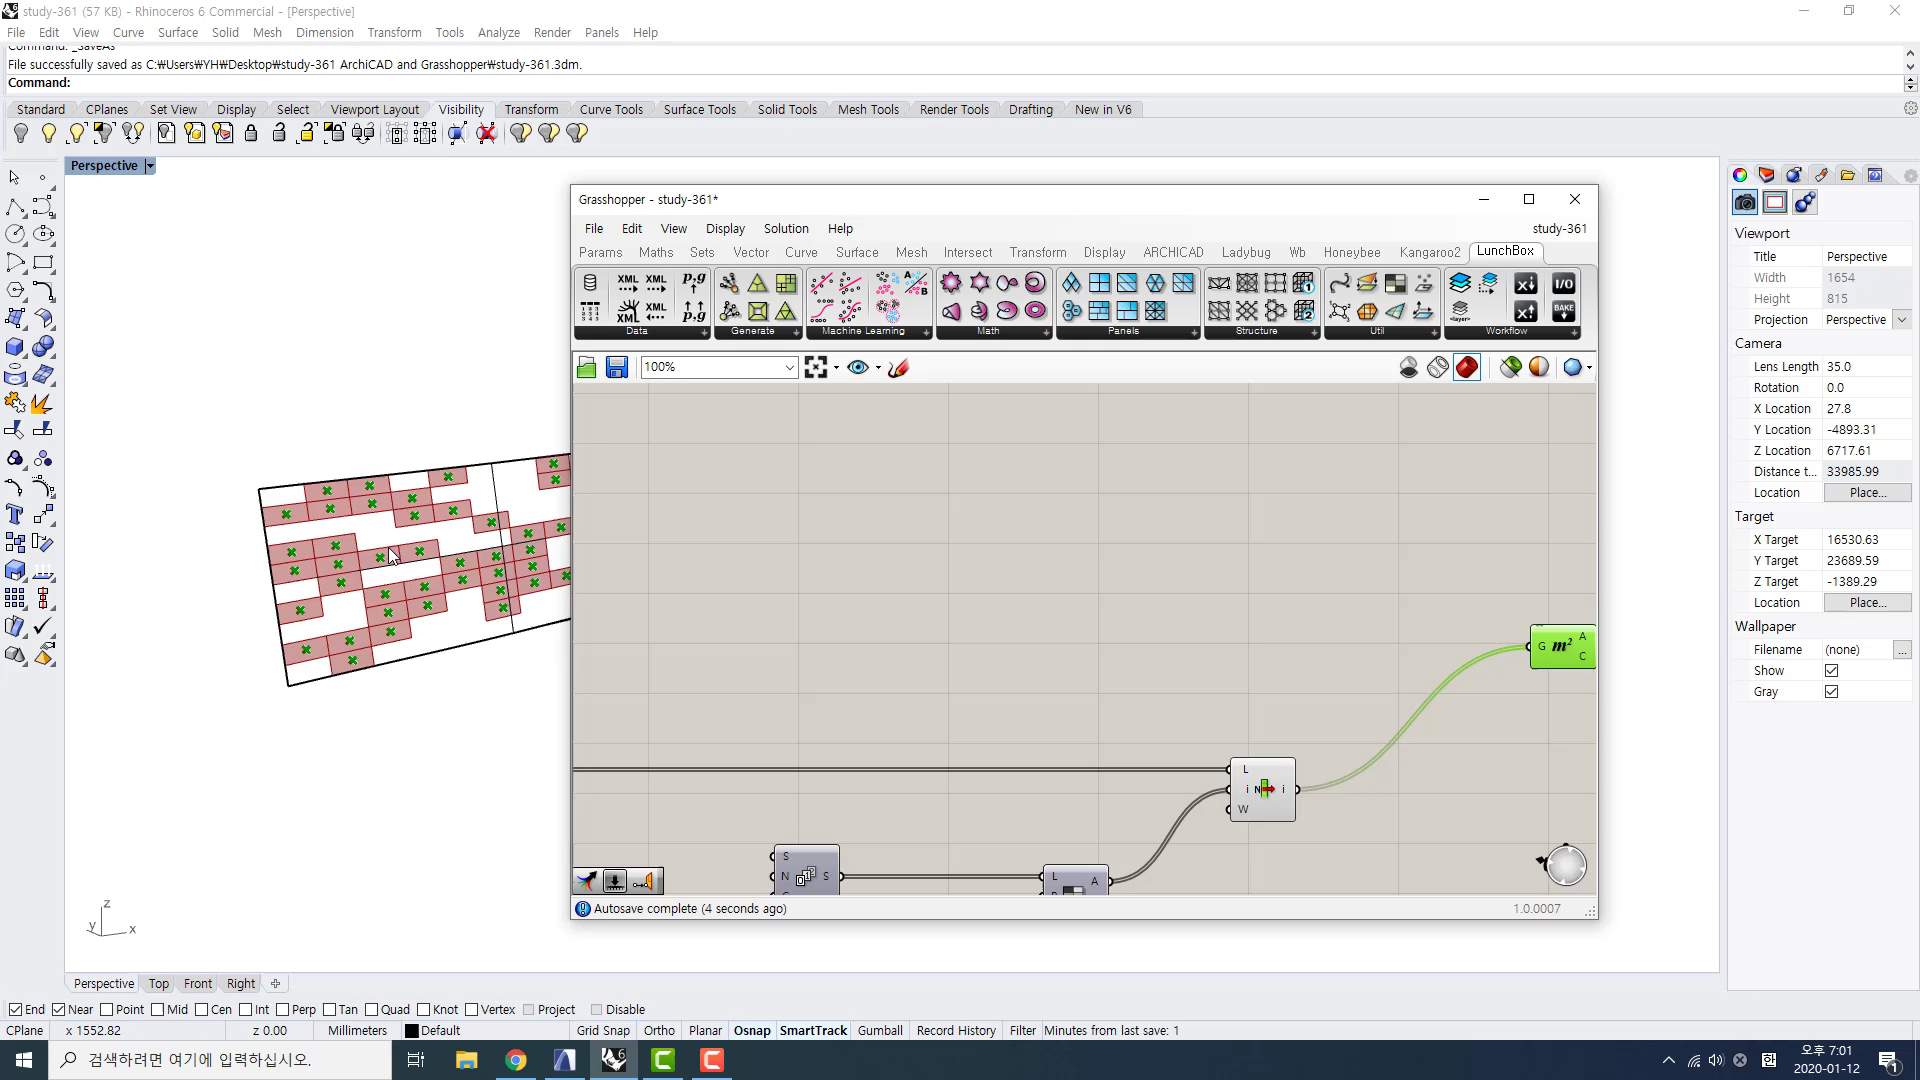 study-361 (57 KB) - Rhinoceros 6 Commercial - [Perspective]
File Edit View Curve Surface Solid Mesh Dimension Transform Tools Analyze Render Panels Help
Command: _SaveAs
File successfully saved as C:₩Users₩YH₩Desktop₩study-361 ArchiCAD and Grasshopper₩study-361.3dm.
Command:
Standard CPlanes Set View Display Select Viewport Layout Visibility Transform Curve Tools Surface Tools Solid Tools Mesh Tools Render Tools Drafting New in V6
Perspective
Grasshopper - study-361*
File Edit View Display Solution Help study-361
Params Maths Sets Vector Curve Surface Mesh Intersect Transform Display ARCHICAD Ladybug Wb Honeybee Kangaroo2 LunchBox
XML XML p,g
XML p,g
I/O
BAKE
Data Generate Machine Learning Math Panels Structure Util Workflow
100%
G m² A
C
L
i N i
W
S
N S
L A
Autosave complete (4 seconds ago) 1.0.0007
Viewport
Title Perspective
Width 1654
Height 815
Projection Perspective
Camera
Lens Length 35.0
Rotation 0.0
X Location 27.8
Y Location -4893.31
Z Location 6717.61
Distance t... 33985.99
Location Place...
Target
X Target 16530.63
Y Target 23689.59
Z Target -1389.29
Location Place...
Wallpaper
Filename (none) ...
Show
Gray
z
y x
Perspective Top Front Right
End Near Point Mid Cen Int Perp Tan Quad Knot Vertex Project Disable
CPlane x 1552.82 z 0.00 Millimeters Default Grid Snap Ortho Planar Osnap SmartTrack Gumball Record History Filter Minutes from last save: 1
검색하려면 여기에 입력하십시오.
오후 7:01
2020-01-12